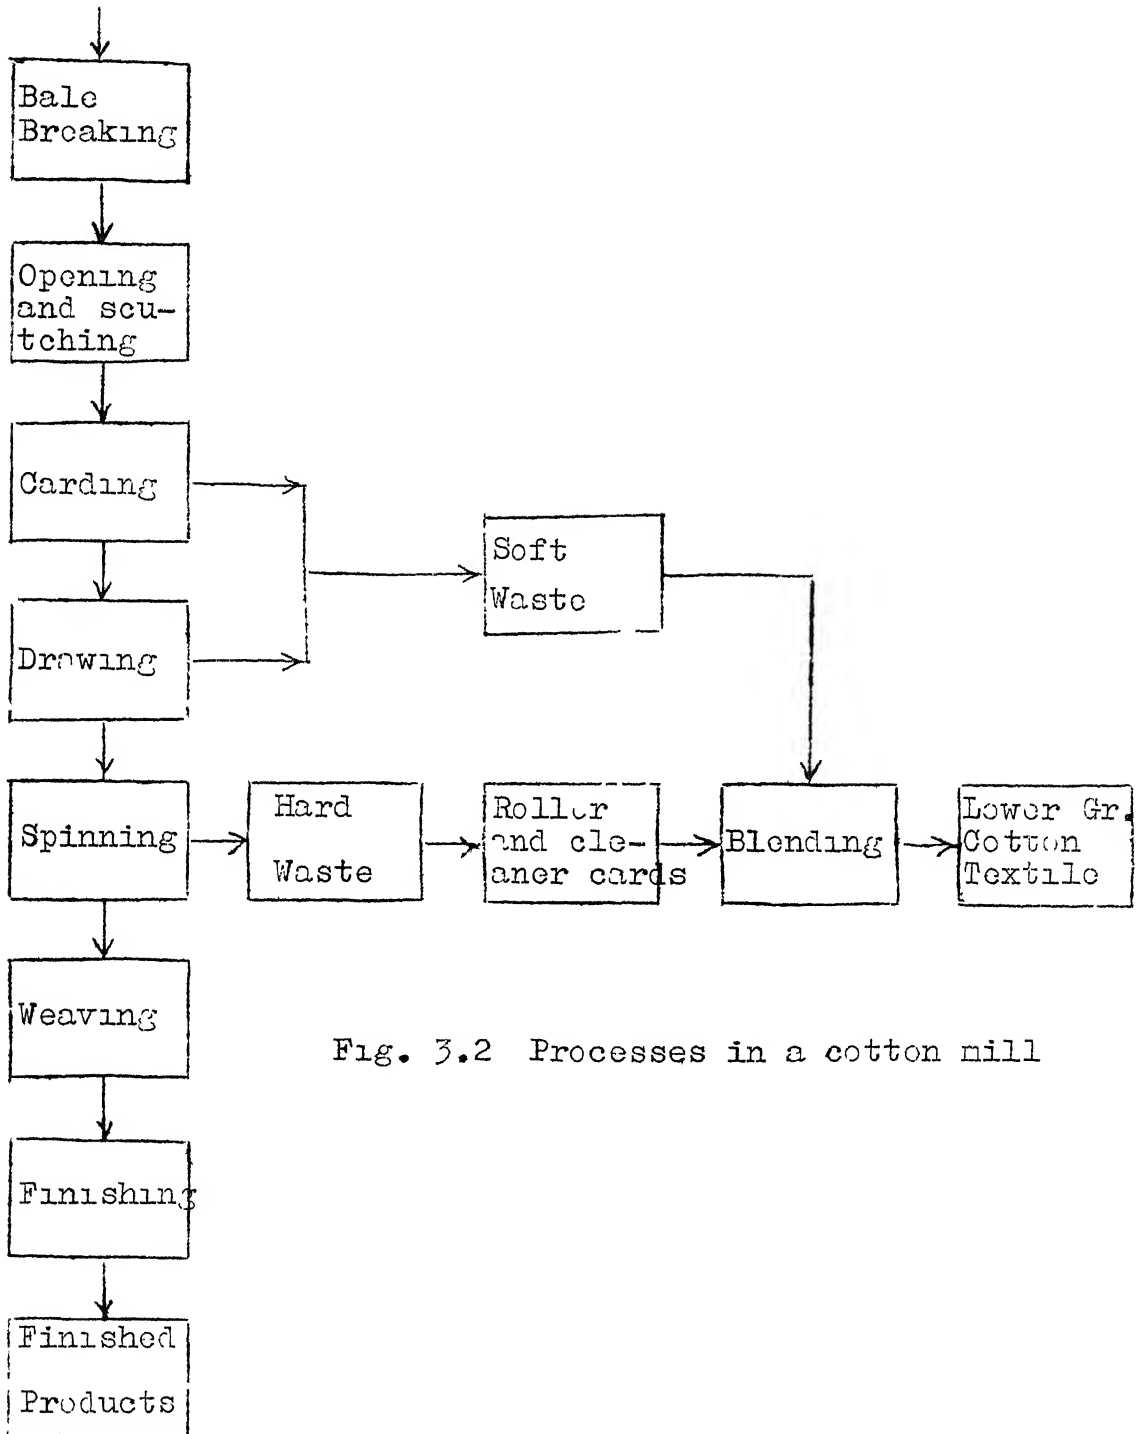 Bale
Breaking
Opening
and scu-
tching
Carding
Soft
Waste
Drawing
Spinning
Hard
Waste
Roller
and cle-
aner cards
Blending
Lower Gr.
Cotton
Textile
Weaving
Fig. 3.2 Processes in a cotton mill
Finishing
Finished
Products